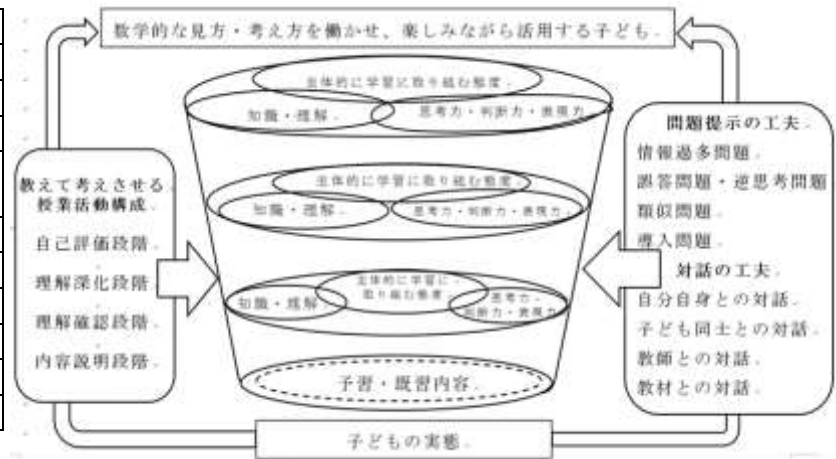 数学的な見方・考え方を働かせ、楽しみながら活用する子ども.
主体的に学習に取り組む態度.
知識・理解.
思考力・判断力・表現力
主体的に学習に取り組む態度.
知識・理解.
思考力・判断力・表現力.
主体的に学習に.
取り組む態度
知識・理解
思考力.
判断力・表現力
子習・既習内容.
子どもの実態.
教えて考えさせる.
授業活動構成.
自己評価段階.
理解深化段階.
理解確認段階.
内容説明段階.
問題提示の工夫.
情報過多問題.
誤答問題・逆思考問題
類似問題.
導入問題.
対話の工夫.
自分自身との対話.
子ども同士との対話.
教師との対話.
教材との対話.